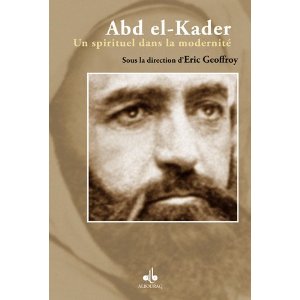 Abd el-Kader
Un spirituel dans la modernité
Sous la direction d'Eric Geoffroy
ALBOURAQ